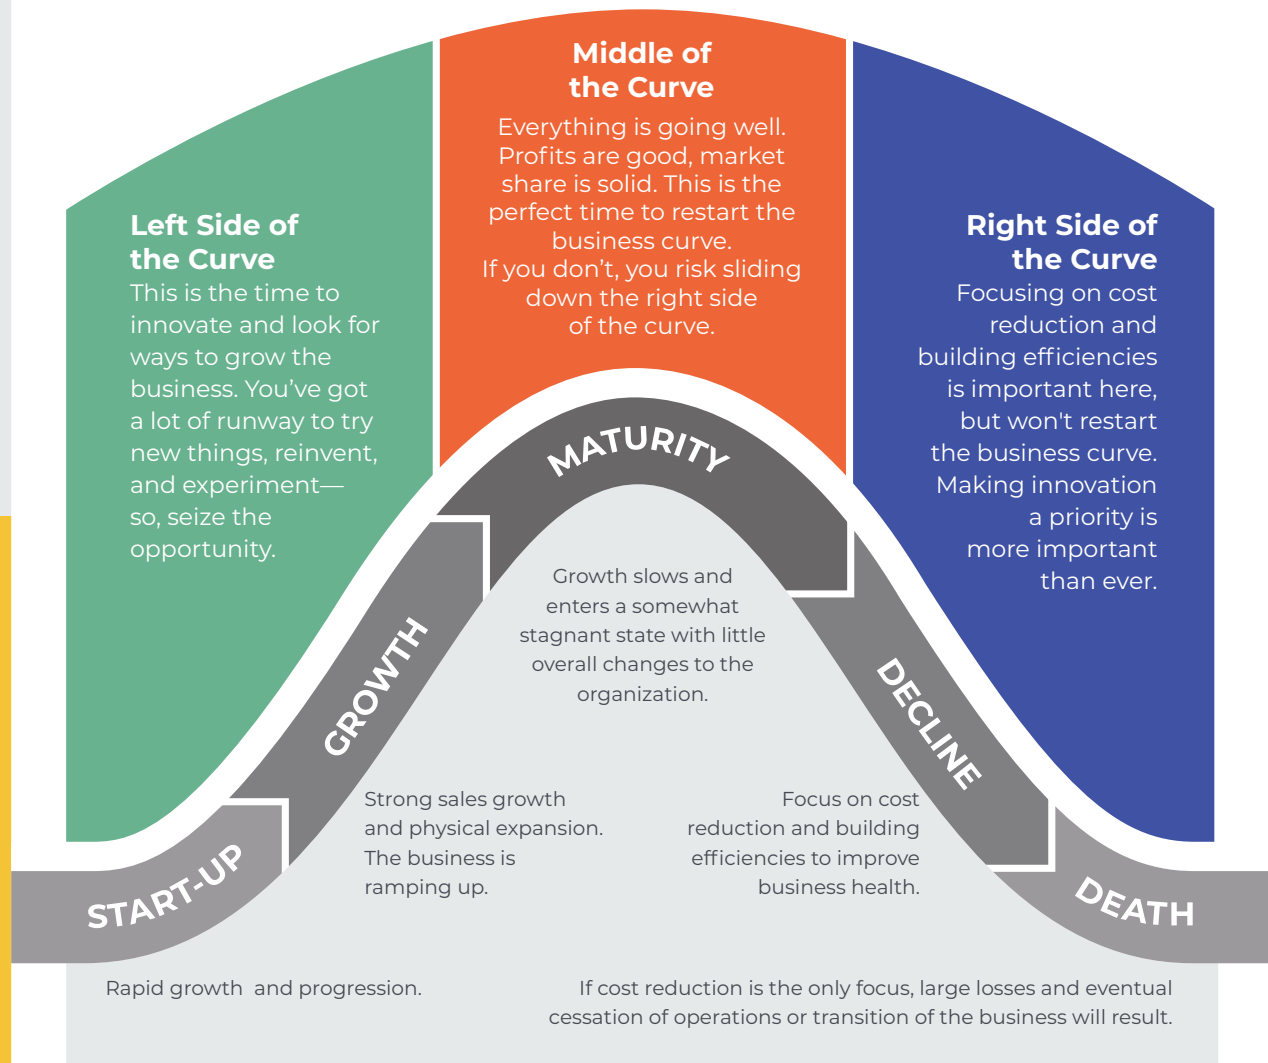 Middle of
the Curve
Everything is going well.
Profits are good, market
share is solid. This is the
perfect time to restart the
business curve.
If you don’t, you risk sliding
down the right side
of the curve.
Left Side of
the Curve
This is the time to
innovate and look for
ways to grow the
business. You’ve got
a lot of runway to try
new things, reinvent,
and experiment—
so, seize the
opportunity.
Right Side of
the Curve
Focusing on cost
reduction and
building efficiencies
is important here,
but won't restart
the business curve.
Making innovation
a priority is
more important
than ever.
MATURITY
Growth slows and
enters a somewhat
stagnant state with little
overall changes to the
organization.
GROWTH
Strong sales growth
and physical expansion.
The business is
ramping up.
DECLINE
Focus on cost
reduction and building
efficiencies to improve
business health.
START-UP
Rapid growth  and progression.
DEATH
If cost reduction is the only focus, large losses and eventual
cessation of operations or transition of the business will result.